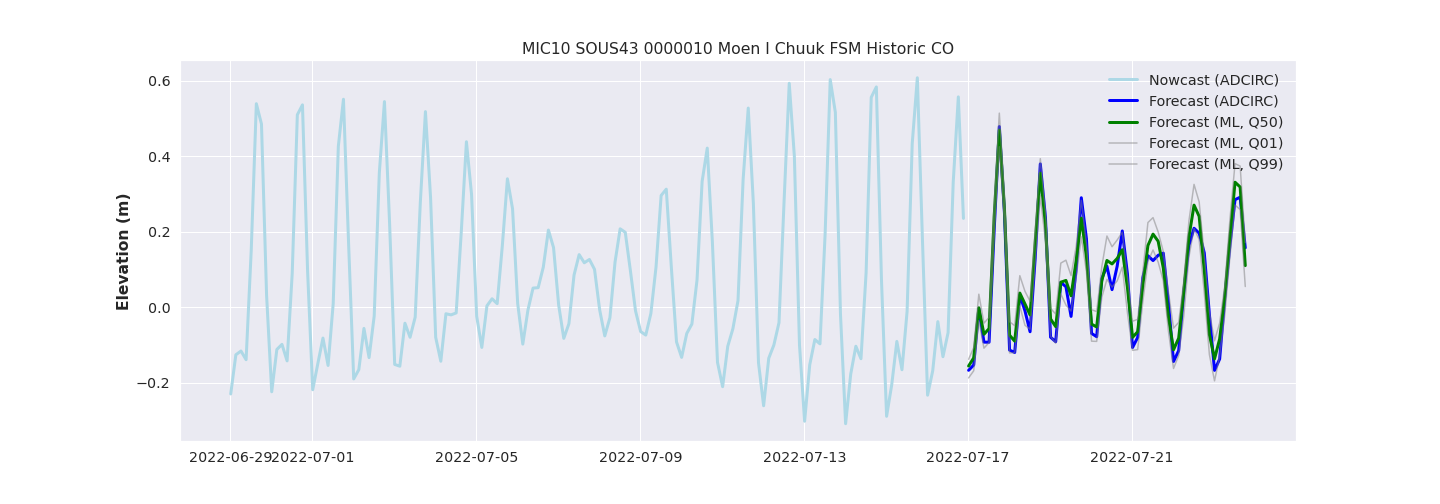 MIC10 SOUS43 0000010 Moen I Chuuk FSM Historic CO
Elevation (m)
0.6
0.4
0.2
0.0
−0.2
Nowcast (ADCIRC)
Forecast (ADCIRC)
Forecast (ML, Q50)
Forecast (ML, Q01)
Forecast (ML, Q99)
2022-06-29 2022-07-01 2022-07-05 2022-07-09 2022-07-13 2022-07-17 2022-07-21